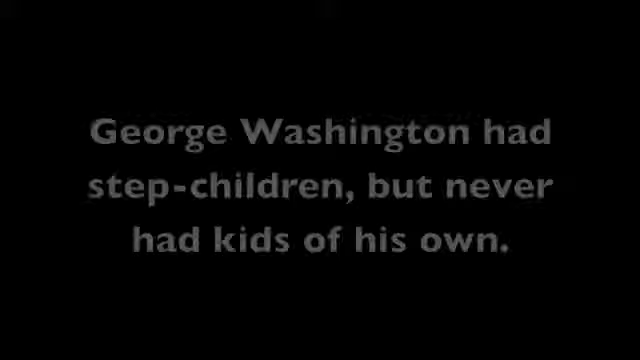 George Washington had
step-children, but never
had kids of his own.